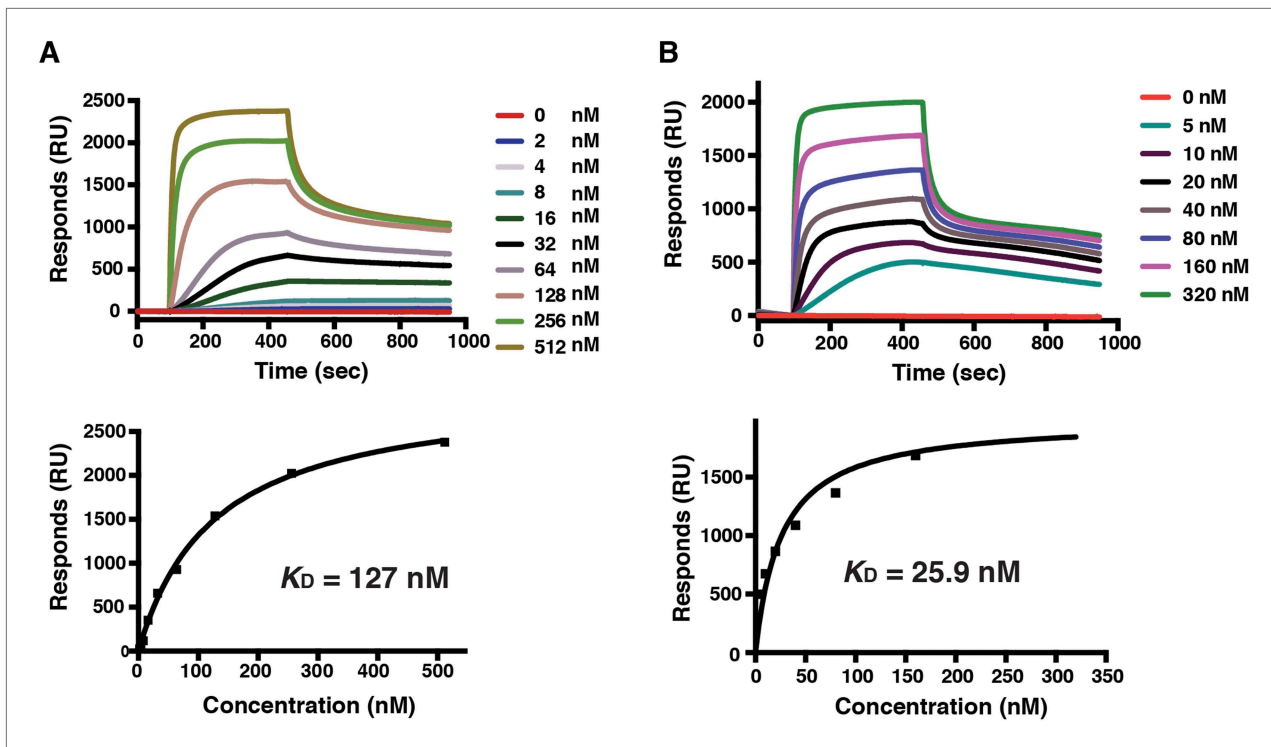 A
Responds (RU)
2500
2000
1500
1000
500
0
0
200
400
600
800
1000
Time (sec)
0 nM
2 nM
4 nM
8 nM
16 nM
32 nM
64 nM
128 nM
256 nM
512 nM
B
Responds (RU)
2000
1500
1000
500
0
0
200
400
600
800
1000
Time (sec)
0 nM
5 nM
10 nM
20 nM
40 nM
80 nM
160 nM
320 nM
Responds (RU)
2500
2000
1500
1000
500
0
0
100
200
300
400
500
Concentration (nM)
KD = 127 nM
Responds (RU)
1500
1000
500
0
0
50
100
150
200
250
300
350
Concentration (nM)
KD = 25.9 nM